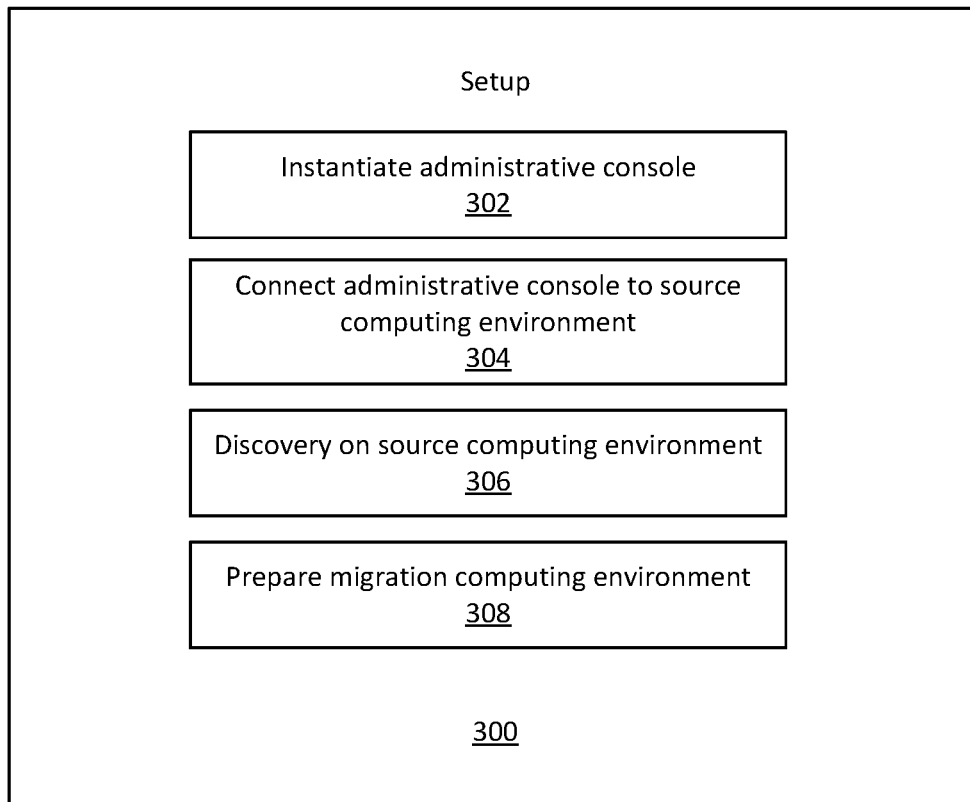 Setup
Instantiate administrative console
302
Connect administrative console to source
computing environment
304
Discovery on source computing environment
306
Prepare migration computing environment
308
300